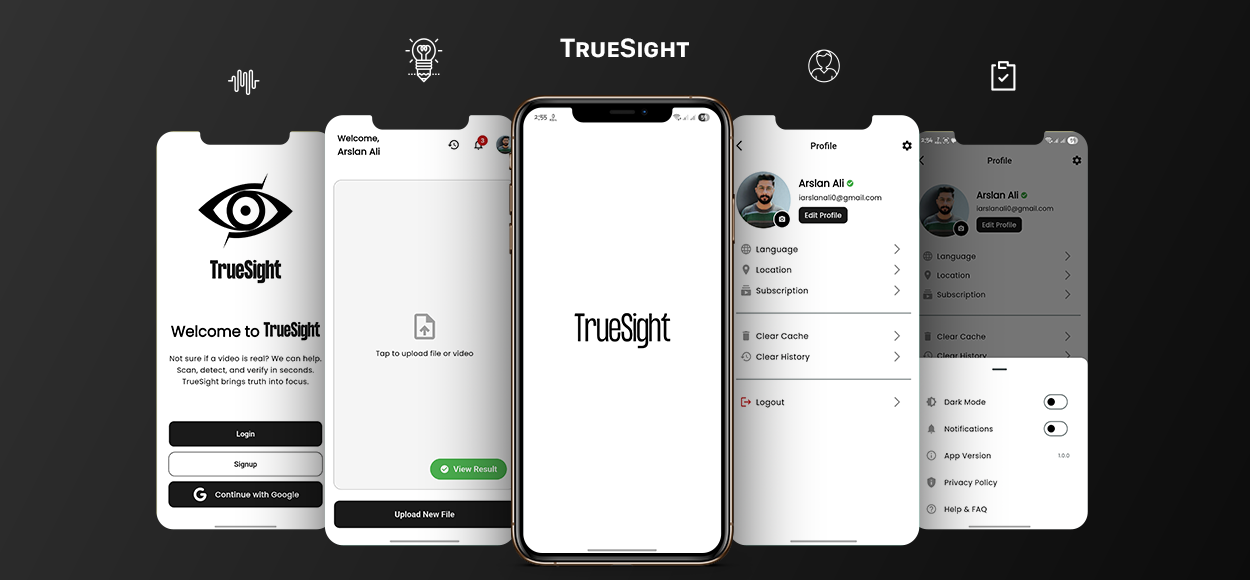 TrueSight
TrueSight
Welcome to TrueSight
Not sure if a video is real? We can help.
Scan, detect, and verify in seconds.
TrueSight brings truth into focus.
Login
Signup
G Continue with Google
Welcome,
Arslan Ali
3
Tap to upload file or video
View Result
Upload New File
TrueSight
Profile
Arslan Ali
iarslanali0@gmail.com
Edit Profile
Language
Location
Subscription
Clear Cache
Clear History
Logout
Profile
Arslan Ali
iarslanali0@gmail.com
Edit Profile
Language
Location
Subscription
Clear Cache
Clear History
Dark Mode
Notifications
App Version 1.0.0
Privacy Policy
Help & FAQ